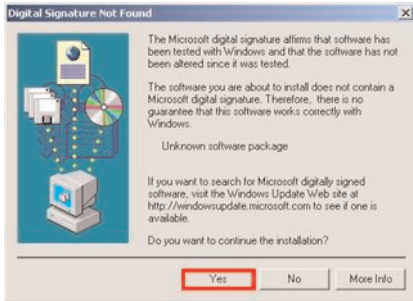 Digital Signature Not Found
The Microsoft digital signature affirms that software has
been tested with Windows and that the software has not
been altered since it was tested.
The software you are about to install does not contain a
Microsoft digital signature. Therefore, there is no
guarantee that this software works correctly with
Windows.
Unknown software package
If you want to search for Microsoft digitally signed
software, visit the Windows Update Web site at
http://windowsupdate.microsoft.com to see if one is
available.
Do you want to continue the installation?
Yes No More Info